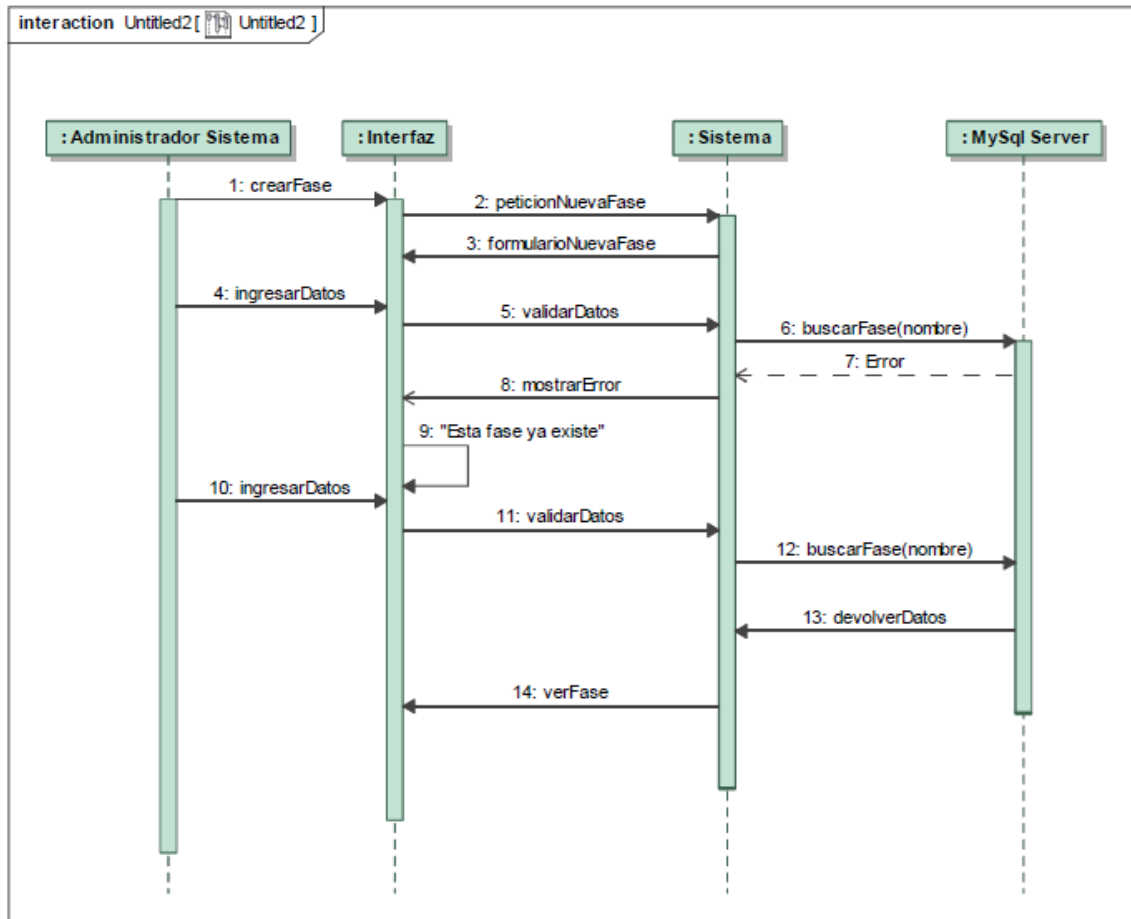 interaction Untitled2[ Untitled2 ]
: Administrador Sistema
: Interfaz
: Sistema
: MySql Server
1: crearFase
2: peticionNuevaFase
3: formularioNuevaFase
4: ingresarDatos
5: validarDatos
6: buscarFase(nombre)
7: Error
8: mostrarError
9: "Esta fase ya existe"
10: ingresarDatos
11: validarDatos
12: buscarFase(nombre)
13: devolverDatos
14: verFase